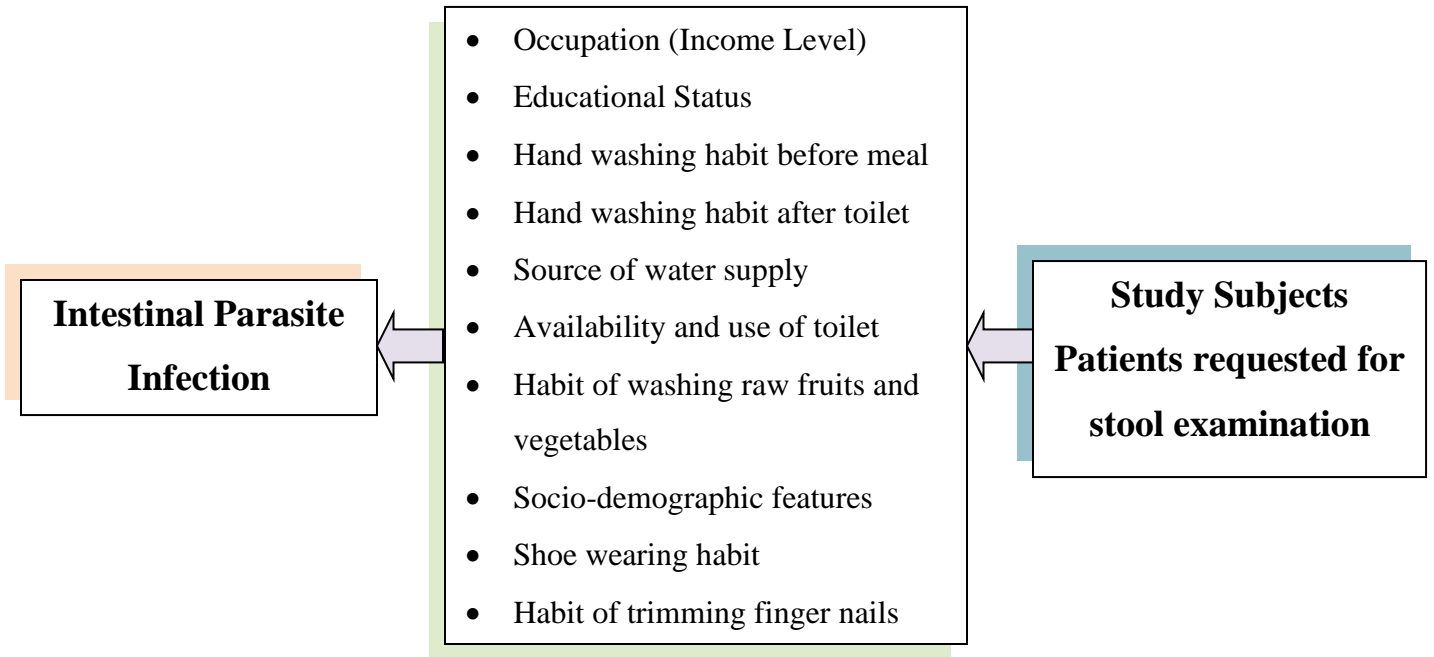 • Occupation (Income Level)
• Educational Status
• Hand washing habit before meal
• Hand washing habit after toilet
• Source of water supply
• Availability and use of toilet
• Habit of washing raw fruits and
vegetables
• Socio-demographic features
• Shoe wearing habit
• Habit of trimming finger nails
Intestinal Parasite
Infection
Study Subjects
Patients requested for
stool examination